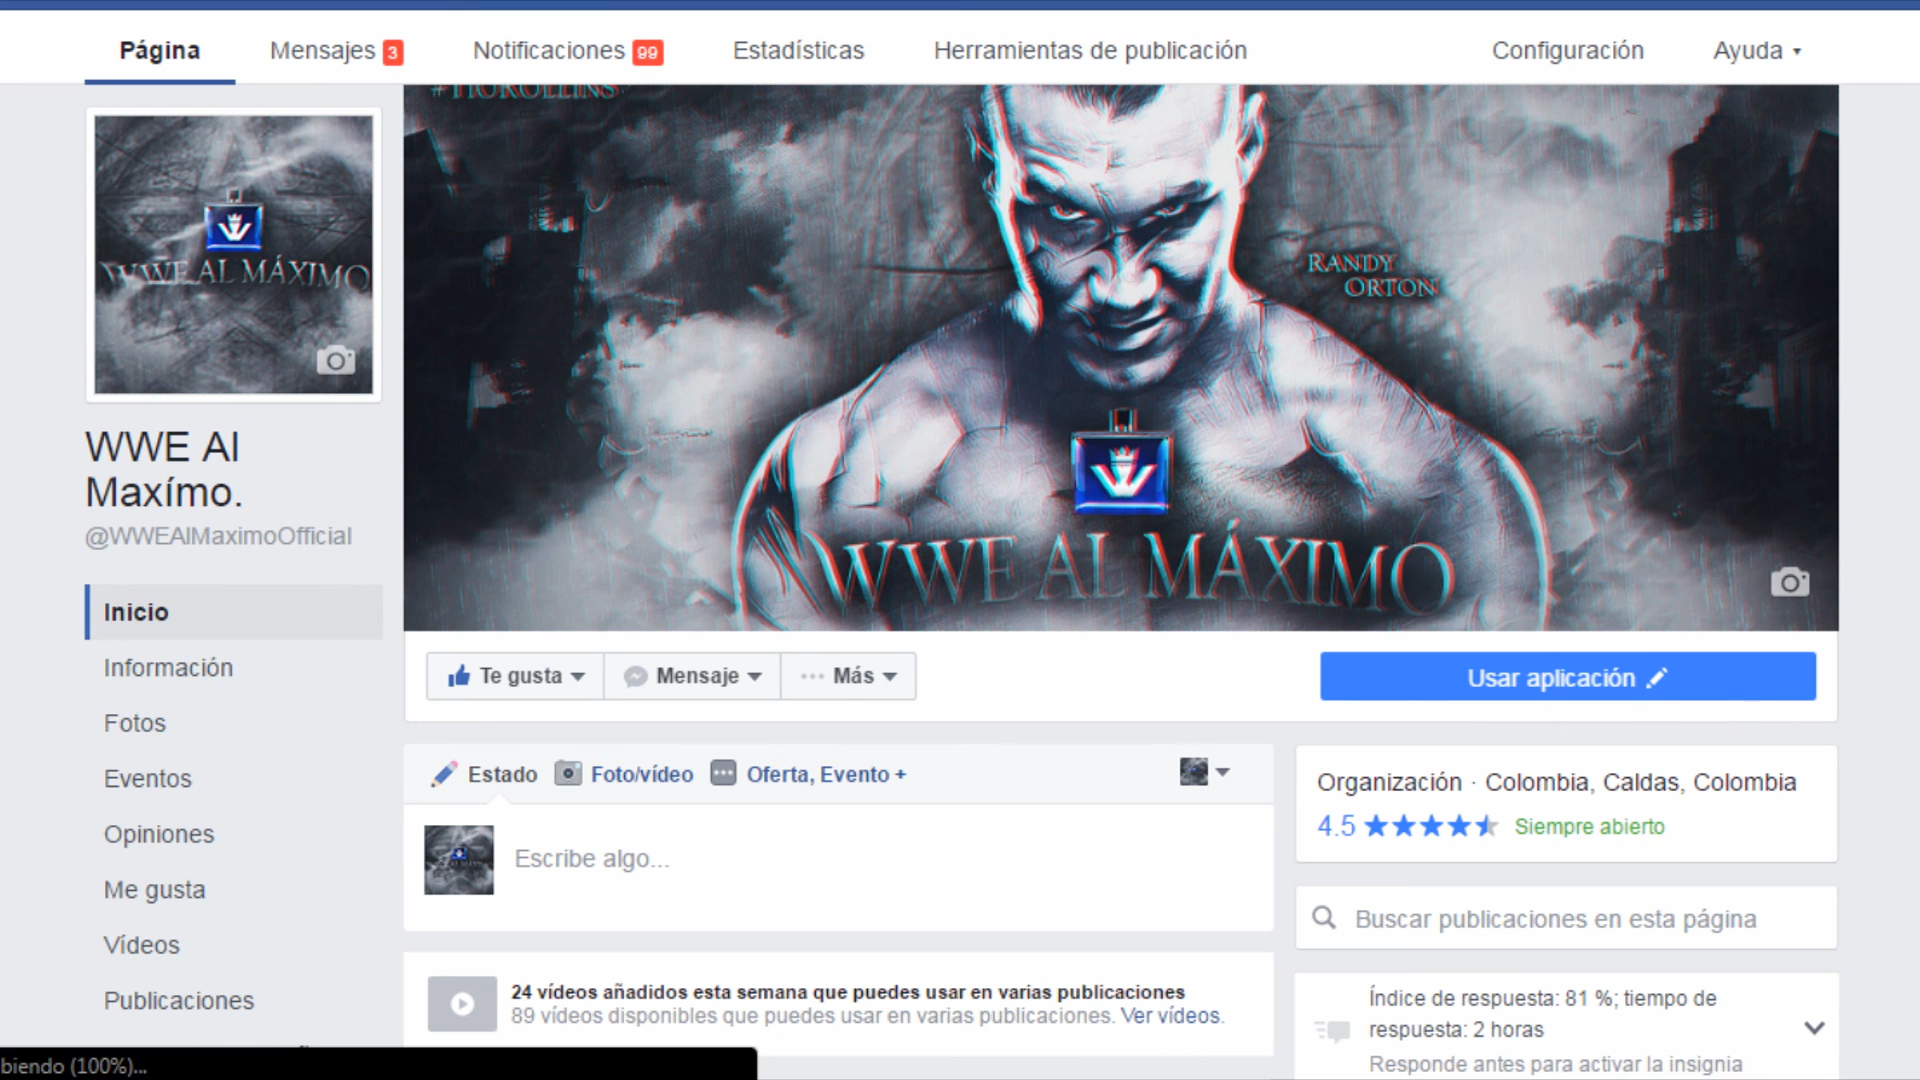 Página
Mensajes 3
Notificaciones 99
Estadísticas
Herramientas de publicación
Configuración
Ayuda
WWE AL MÁXIMO
RANDY
ORTON
WWE AL MÁXIMO
WWE Al
Maxímo.
@WWEAlMaximoOfficial
Inicio
Información
Fotos
Eventos
Opiniones
Me gusta
Vídeos
Publicaciones
Te gusta
Mensaje
Más
Usar aplicación
Estado
Foto/vídeo
Oferta, Evento +
Escribe algo...
24 vídeos añadidos esta semana que puedes usar en varias publicaciones
89 vídeos disponibles que puedes usar en varias publicaciones. Ver vídeos.
Organización · Colombia, Caldas, Colombia
4.5 Siempre abierto
Buscar publicaciones en esta página
Índice de respuesta: 81 %; tiempo de
respuesta: 2 horas
Responde antes para activar la insignia
biendo (100%)...